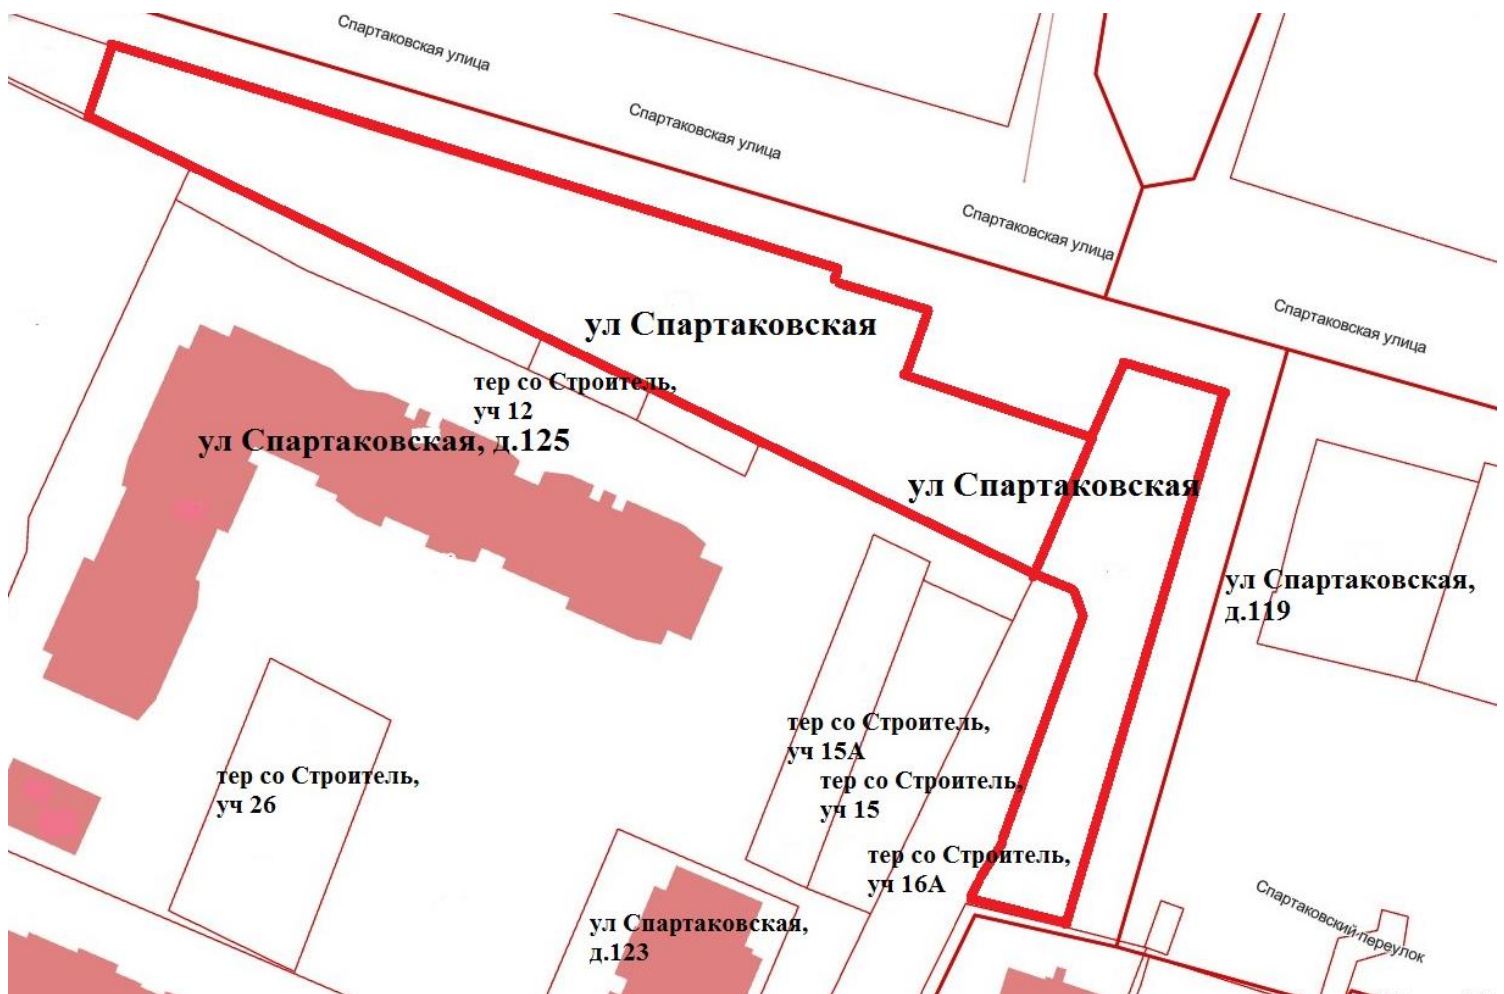 Спартаковская улица
Спартаковская улица
Спартаковская улица
Спартаковская улица
ул Спартаковская
тер со Строитель,
уч 12
ул Спартаковская, д.125
ул Спартаковская
ул Спартаковская,
д.119
тер со Строитель,
уч 15А
тер со Строитель,
уч 15
тер со Строитель,
уч 26
тер со Строитель,
уч 16А
ул Спартаковская,
д.123
Спартаковский переулок